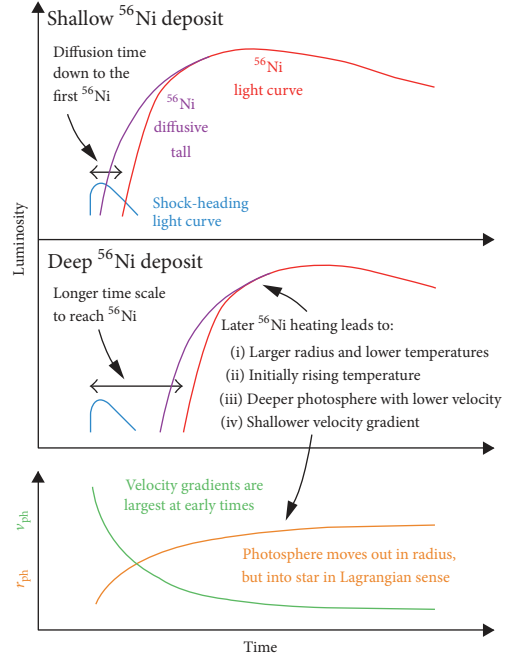 Shallow ⁵⁶Ni deposit
Diffusion time
down to the
first ⁵⁶Ni
⁵⁶Ni
diffusive
tall
⁵⁶Ni
light curve
Shock-heading
light curve
Luminosity
Deep ⁵⁶Ni deposit
Longer time scale
to reach ⁵⁶Ni
Later ⁵⁶Ni heating leads to:
(i) Larger radius and lower temperatures
(ii) Initially rising temperature
(iii) Deeper photosphere with lower velocity
(iv) Shallower velocity gradient
Velocity gradients are
largest at early times
Photosphere moves out in radius,
but into star in Lagrangian sense
v_ph
r_ph
Time